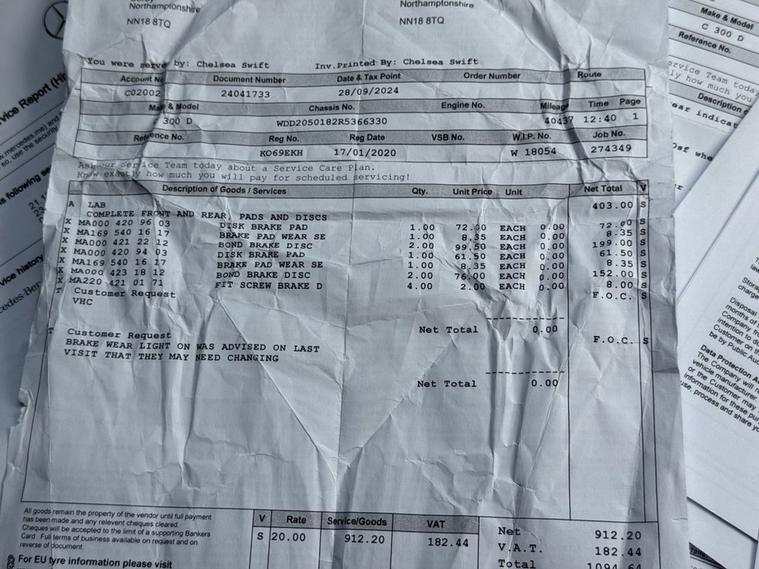 Northamptonshire
NN18 8TQ
Northamptonshire
NN18 8TQ
You were served by: Chelsea Swift Inv.Printed By: Chelsea Swift
Account No Document Number Date & Tax Point Order Number Route
C02002 24041733 28/09/2024
Make & Model Chassis No. Engine No. Mileage Time Page
300 D WDD2050182R5366330 40437 12:40 1
Reference No. Reg No. Reg Date VSB No. W.I.P. No. Job No.
KO69EKH 17/01/2020 W 18054 274349
Ask our Service Team today about a Service Care Plan.
Know exactly how much you will pay for scheduled servicing!
Description of Goods / Services Qty. Unit Price Unit Net Total V
A LAB 403.00 S
COMPLETE FRONT AND REAR, PADS AND DISCS
X MA000 420 96 03 DISK BRAKE PAD 1.00 72.00 EACH 0.00 72.00 S
X MA169 540 16 17 BRAKE PAD WEAR SE 1.00 8.35 EACH 0.00 8.35 S
X MA000 421 22 12 BOND BRAKE DISC 2.00 99.50 EACH 0.00 199.00 S
X MA000 420 94 03 DISK BRAKE PAD 1.00 61.50 EACH 0.00 61.50 S
X MA169 540 16 17 BRAKE PAD WEAR SE 1.00 8.35 EACH 0.00 8.35 S
X MA000 423 18 12 BOND BRAKE DISC 2.00 76.00 EACH 0.00 152.00 S
X MA220 421 01 71 FIT SCREW BRAKE D 4.00 2.00 EACH 0.00 8.00 S
T Customer Request F.O.C. S
VHC
Net Total 0.00
T Customer Request F.O.C. S
BRAKE WEAR LIGHT ON WAS ADVISED ON LAST
VISIT THAT THEY MAY NEED CHANGING
Net Total 0.00
All goods remain the property of the vendor until full payment
has been made and any relevent cheques cleared.
Cheques will be accepted to the limit of a supporting Bankers
Card. Full terms of business available on request and on
reverse of document.
For EU tyre information please visit
V Rate Service/Goods VAT
S 20.00 912.20 182.44
Net 912.20
V.A.T. 182.44
Total 1094.64
Make & Model
C 300 D
Reference No.